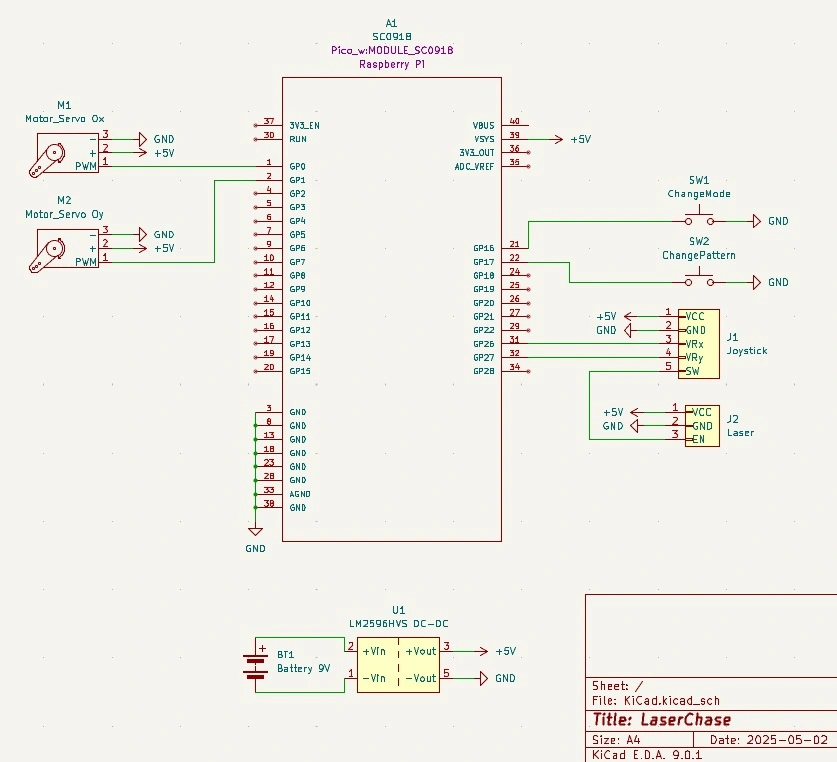 A1
SC0918
Pico_w:MODULE_SC0918
Raspberry Pi
M1
Motor_Servo Ox
3 GND
2 +5V
PWM 1
M2
Motor_Servo Oy
3 GND
2 +5V
PWM 1
37 3V3_EN
30 RUN
1 GP0
2 GP1
4 GP2
5 GP3
6 GP4
7 GP5
9 GP6
10 GP7
11 GP8
12 GP9
14 GP10
15 GP11
16 GP12
17 GP13
19 GP14
20 GP15
3 GND
8 GND
13 GND
18 GND
23 GND
28 GND
33 AGND
38 GND
GND
VBUS 40
VSYS 39 +5V
3V3_OUT 36
ADC_VREF 35
GP16 21
GP17 22
GP18 24
GP19 25
GP20 26
GP21 27
GP22 29
GP26 31
GP27 32
GP28 34
SW1
ChangeMode
GND
SW2
ChangePattern
GND
+5V 1 VCC
GND 2 GND
3 VRx
4 VRy
5 SW
J1
Joystick
+5V 1 VCC
GND 2 GND
3 EN
J2
Laser
U1
LM2596HVS DC-DC
BT1
Battery 9V
2 +Vin +Vout 3 +5V
1 -Vin -Vout 5 GND
Sheet: /
File: KiCad.kicad_sch
Title: LaserChase
Size: A4 Date: 2025-05-02
KiCad E.D.A. 9.0.1